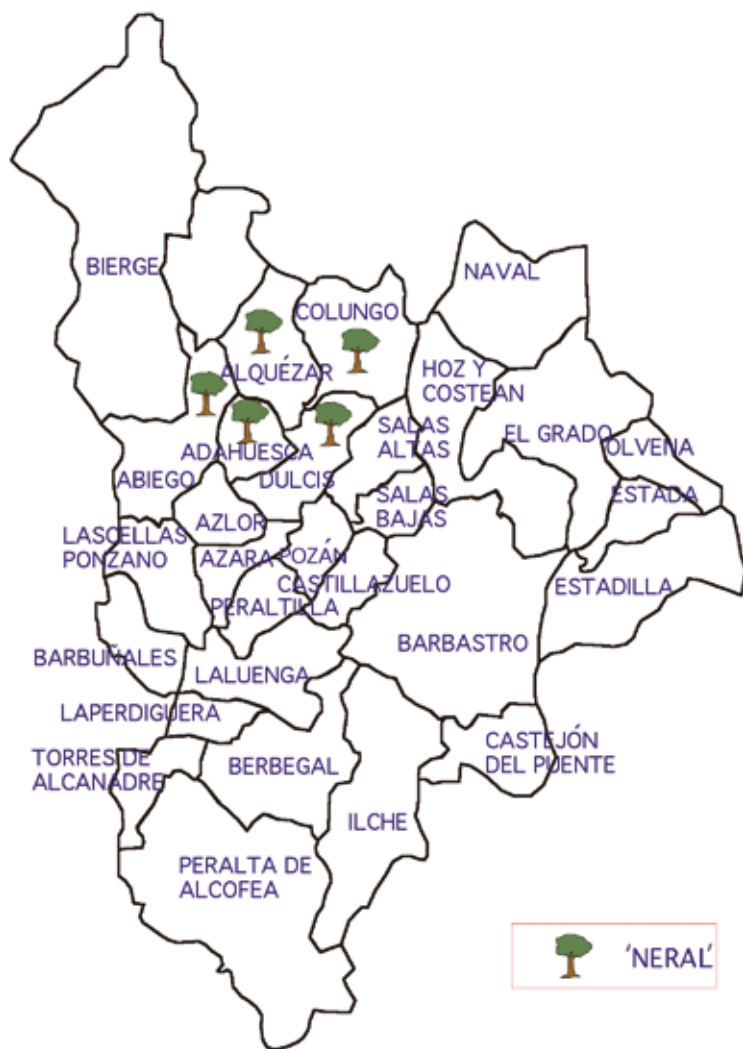 BIERGE
NAVAL
COLUNGO
ALQUÉZAR
HOZ Y
COSTEAN
EL GRADO
OLVENA
ADAHUESCA
SALAS
ALTAS
ABIEGO
DULCIS
ESTADA
SALAS
BAJAS
AZLOR
LASCELLAS
PONZANO
AZARA
POZÁN
CASTILLAZUELO
ESTADILLA
PERALTILLA
BARBASTRO
BARBUÑALES
LALUENGA
LAPERDIGUERA
TORRES DE
ALCANADRE
BERBEGAL
CASTEJÓN
DEL PUENTE
ILCHE
PERALTA DE
ALCOFEA
'NERAL'